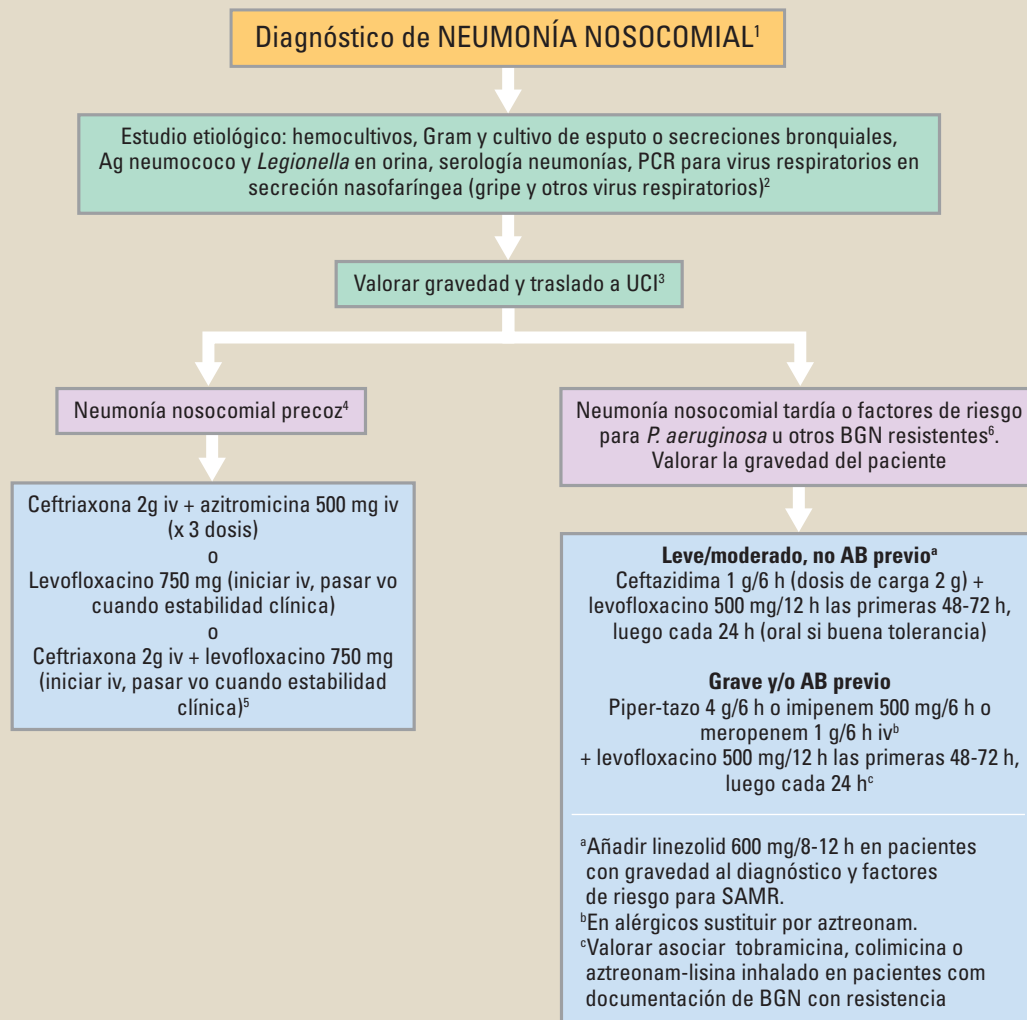 Diagnóstico de NEUMONÍA NOSOCOMIAL¹
Estudio etiológico: hemocultivos, Gram y cultivo de esputo o secreciones bronquiales,
Ag neumococo y Legionella en orina, serología neumonías, PCR para virus respiratorios en
secreción nasofaríngea (gripe y otros virus respiratorios)²
Valorar gravedad y traslado a UCI³
Neumonía nosocomial precoz⁴
Ceftriaxona 2g iv + azitromicina 500 mg iv
(x 3 dosis)
o
Levofloxacino 750 mg (iniciar iv, pasar vo
cuando estabilidad clínica)
o
Ceftriaxona 2g iv + levofloxacino 750 mg
(iniciar iv, pasar vo cuando estabilidad
clínica)⁵
Neumonía nosocomial tardía o factores de riesgo
para P. aeruginosa u otros BGN resistentes⁶.
Valorar la gravedad del paciente
Leve/moderado, no AB previoᵃ
Ceftazidima 1 g/6 h (dosis de carga 2 g) +
levofloxacino 500 mg/12 h las primeras 48-72 h,
luego cada 24 h (oral si buena tolerancia)
Grave y/o AB previo
Piper-tazo 4 g/6 h o imipenem 500 mg/6 h o
meropenem 1 g/6 h ivᵇ
+ levofloxacino 500 mg/12 h las primeras 48-72 h,
luego cada 24 hᶜ
ᵃAñadir linezolid 600 mg/8-12 h en pacientes
con gravedad al diagnóstico y factores
de riesgo para SAMR.
ᵇEn alérgicos sustituir por aztreonam.
ᶜValorar asociar tobramicina, colimicina o
aztreonam-lisina inhalado en pacientes com
documentación de BGN con resistencia